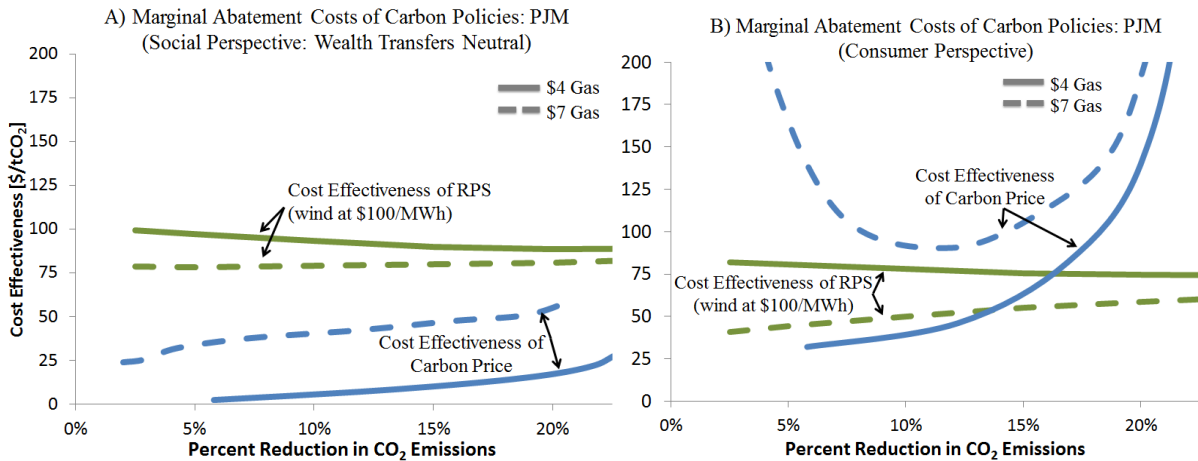 A) Marginal Abatement Costs of Carbon Policies: PJM
(Social Perspective: Wealth Transfers Neutral)
Cost Effectiveness [$/tCO₂]
200
175
150
125
100
75
50
25
0
$4 Gas
$7 Gas
Cost Effectiveness of RPS
(wind at $100/MWh)
Cost Effectiveness of
Carbon Price
0%
5%
10%
15%
20%
Percent Reduction in CO₂ Emissions
B) Marginal Abatement Costs of Carbon Policies: PJM
(Consumer Perspective)
200
175
150
125
100
75
50
25
0
$4 Gas
$7 Gas
Cost Effectiveness
of Carbon Price
Cost Effectiveness of RPS
(wind at $100/MWh)
0%
5%
10%
15%
20%
Percent Reduction in CO₂ Emissions